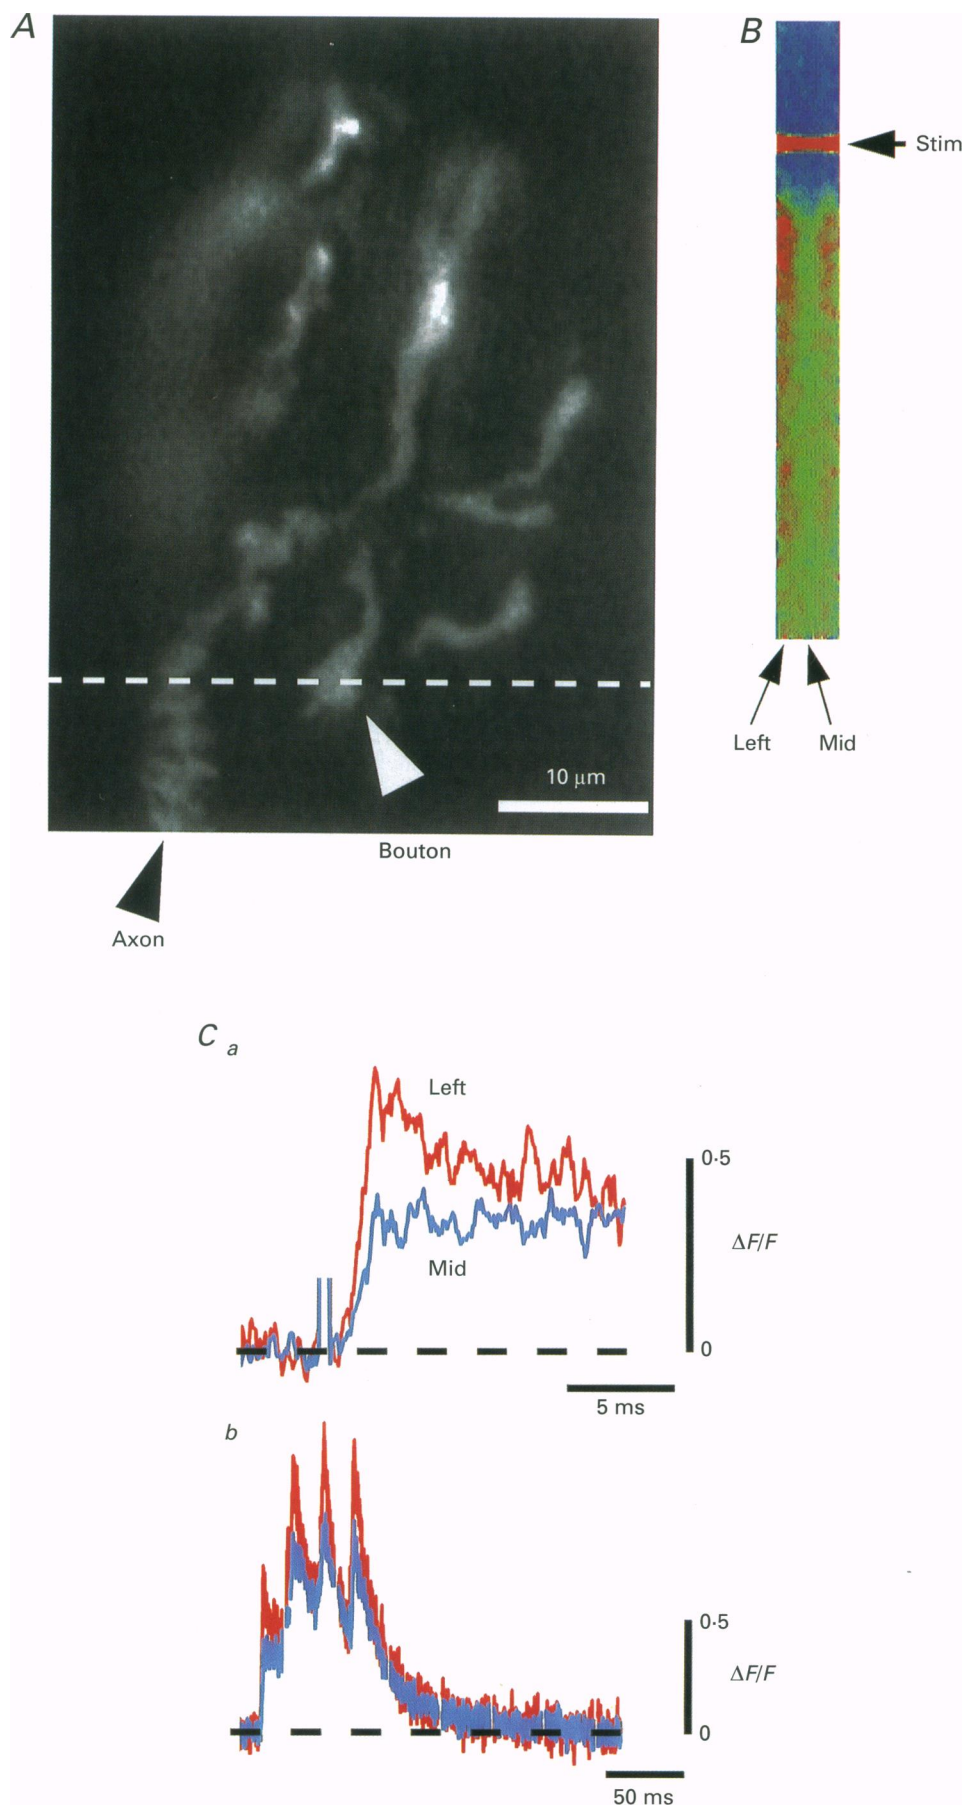 A
B
Stim
Left
Mid
10 μm
Bouton
Axon
C
a
Left
0·5
ΔF/F
Mid
0
5 ms
b
0·5
ΔF/F
0
50 ms